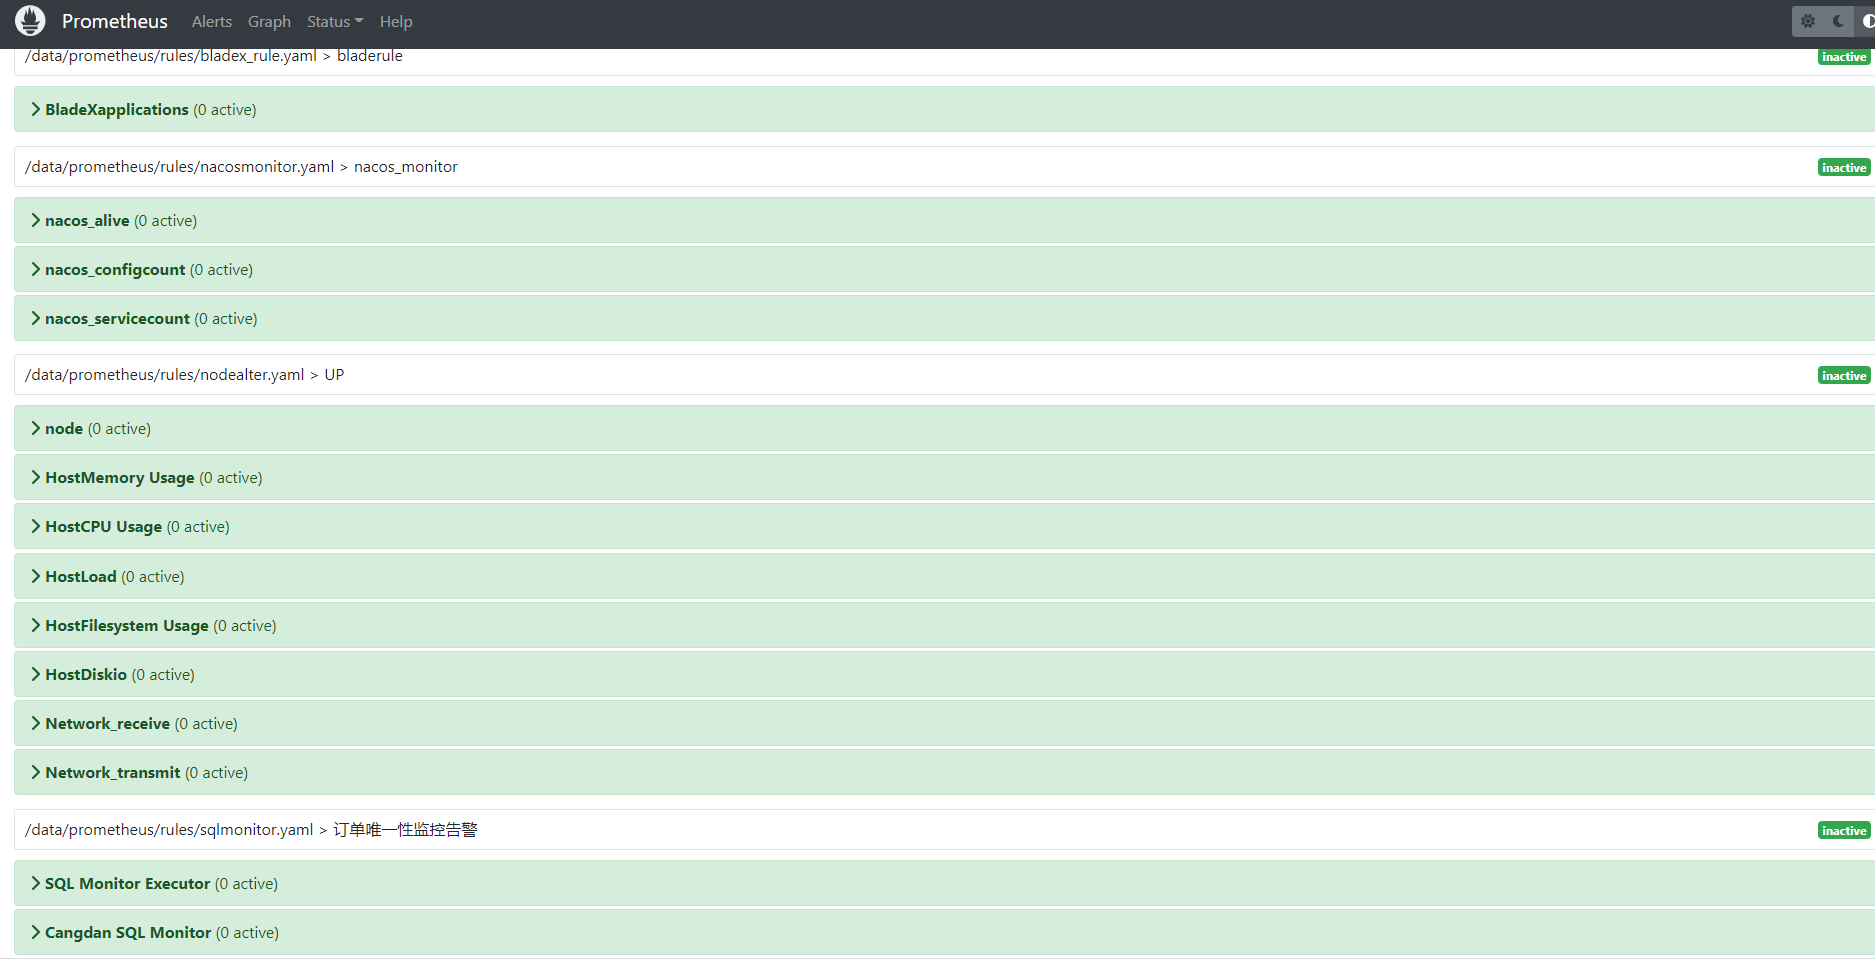 Prometheus Alerts Graph Status Help
/data/prometheus/rules/bladex_rule.yaml > bladerule inactive
BladeXapplications (0 active)
/data/prometheus/rules/nacosmonitor.yaml > nacos_monitor inactive
nacos_alive (0 active)
nacos_configcount (0 active)
nacos_servicecount (0 active)
/data/prometheus/rules/nodealter.yaml > UP inactive
node (0 active)
HostMemory Usage (0 active)
HostCPU Usage (0 active)
HostLoad (0 active)
HostFilesystem Usage (0 active)
HostDiskio (0 active)
Network_receive (0 active)
Network_transmit (0 active)
/data/prometheus/rules/sqlmonitor.yaml > 订单唯一性监控告警 inactive
SQL Monitor Executor (0 active)
Cangdan SQL Monitor (0 active)